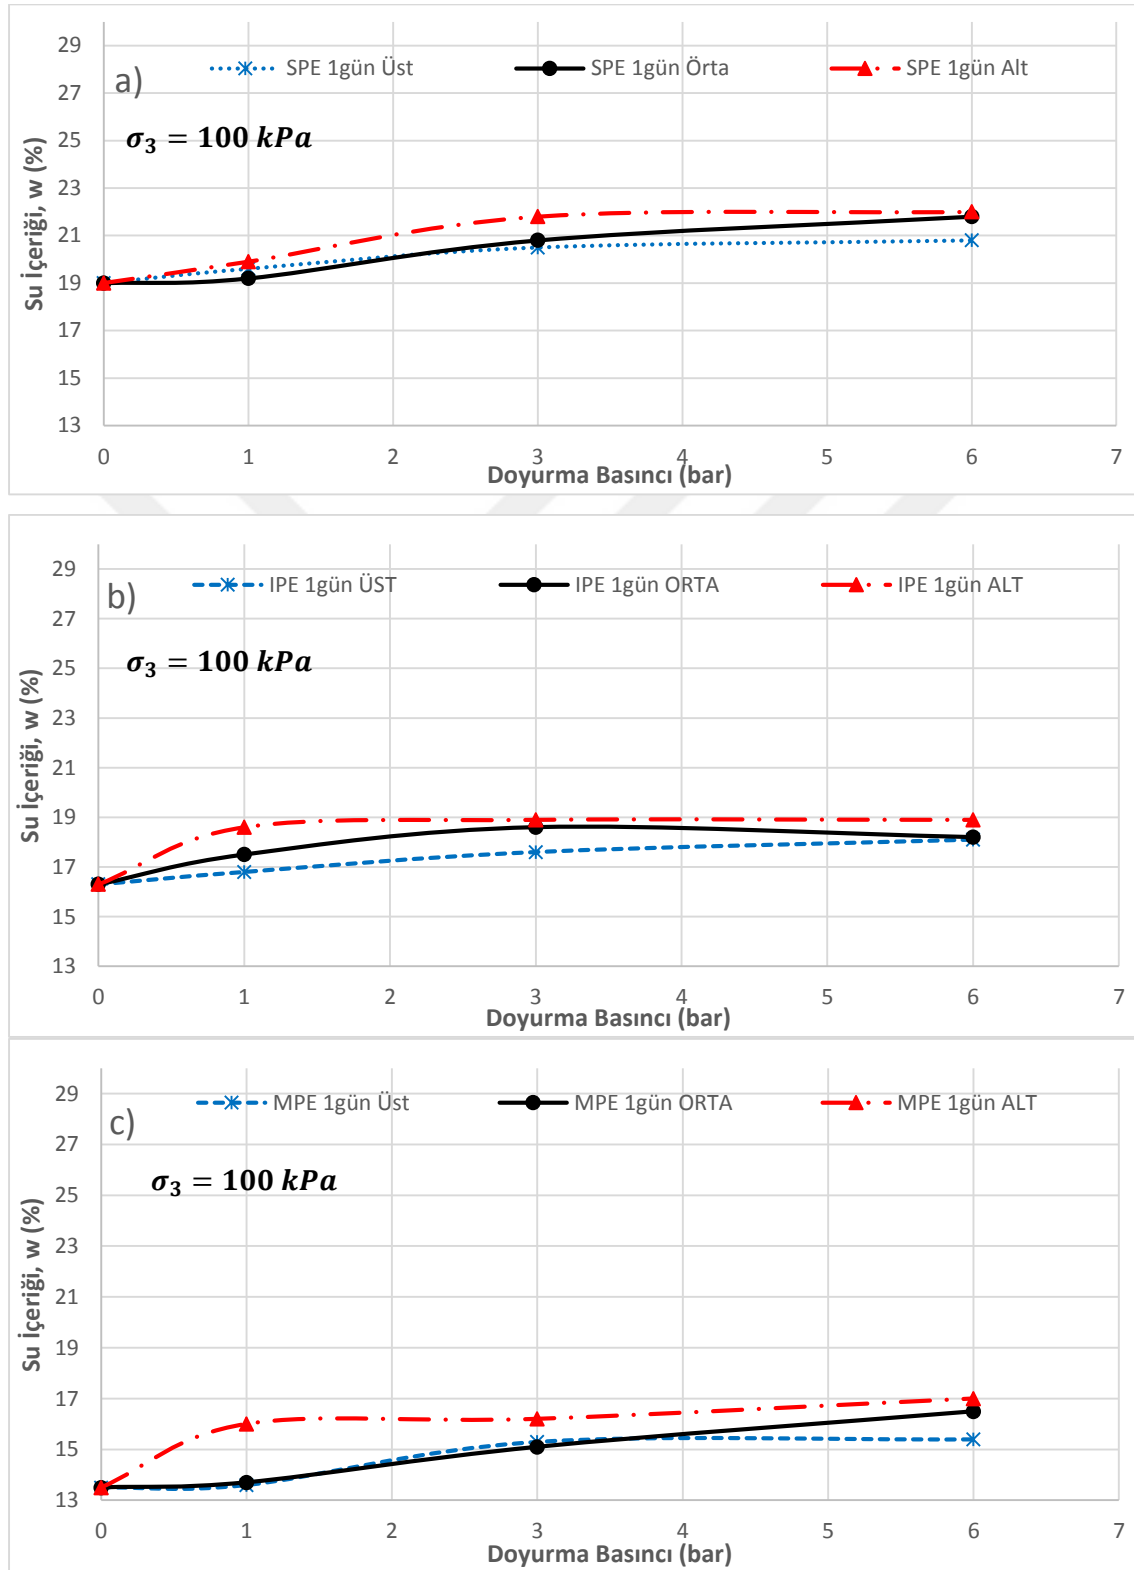 29
SPE 1gün Üst SPE 1gün Örta SPE 1gün Alt
a)
27
σ₃ = 100 kPa
25
23
21
19
17
15
13
Su İçeriği, w (%)
0 1 2 3 4 5 6 7
Doyurma Basıncı (bar)
29
IPE 1gün ÜST IPE 1gün ORTA IPE 1gün ALT
b)
27
σ₃ = 100 kPa
25
23
21
19
17
15
13
Su İçeriği, w (%)
0 1 2 3 4 5 6 7
Doyurma Basıncı (bar)
29
MPE 1gün Üst MPE 1gün ORTA MPE 1gün ALT
c)
27
σ₃ = 100 kPa
25
23
21
19
17
15
13
Su İçeriği, w (%)
0 1 2 3 4 5 6 7
Doyurma Basıncı (bar)